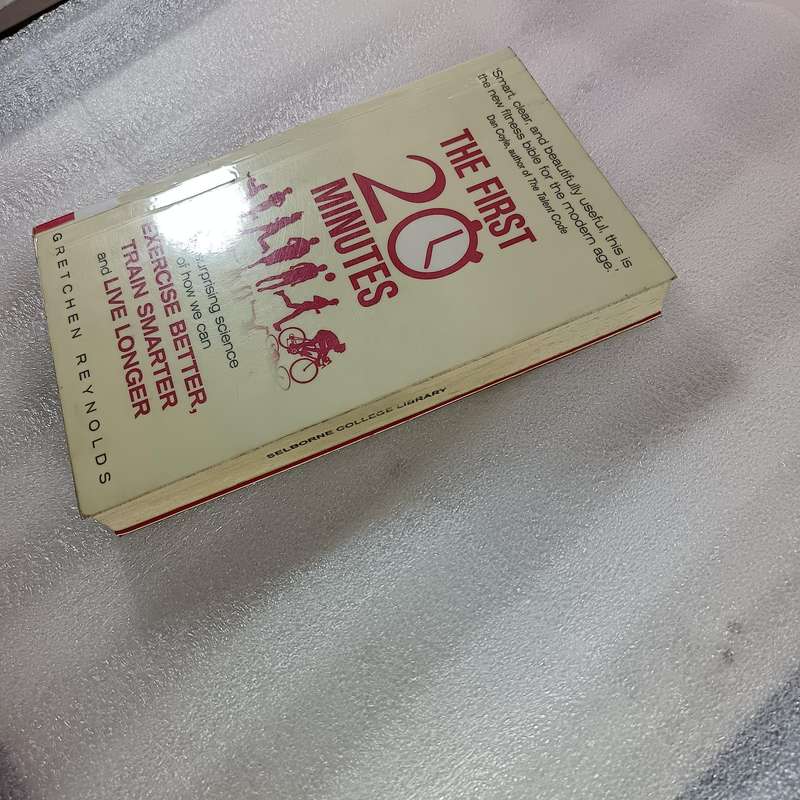 'Smart, clear, and beautifully useful, this is
the new fitness bible for the modern age.'
Dan Coyle, author of The Talent Code
THE FIRST
20
MINUTES
surprising science
of how we can
EXERCISE BETTER,
TRAIN SMARTER
and LIVE LONGER
GRETCHEN REYNOLDS
SELBORNE COLLEGE LIBRARY